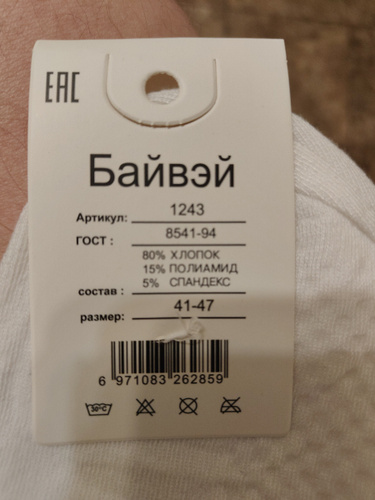 EAC
Байвэй
Артикул: 1243
ГОСТ : 8541-94
80% ХЛОПОК
15% ПОЛИАМИД
состав : 5% СПАНДЕКС
размер: 41-47
6 971083 262859
30°C